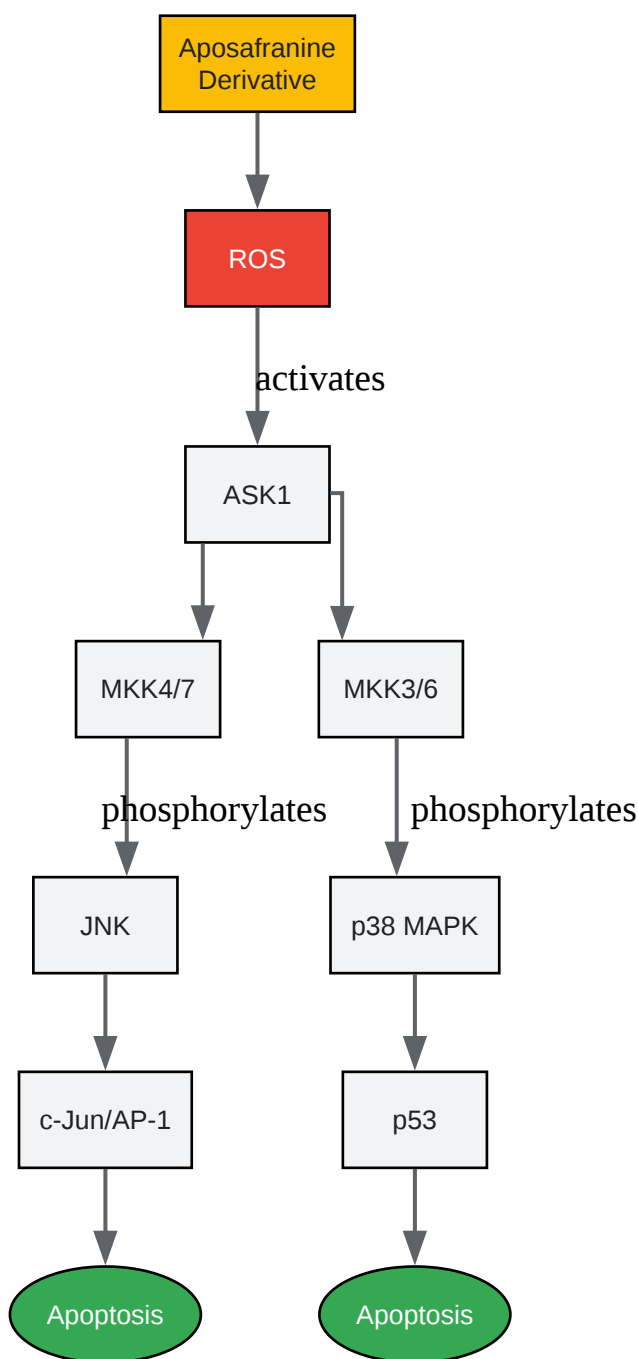 Aposafranine
Derivative
ROS
activates
ASK1
MKK4/7
MKK3/6
phosphorylates
phosphorylates
JNK
p38 MAPK
c-Jun/AP-1
p53
Apoptosis
Apoptosis